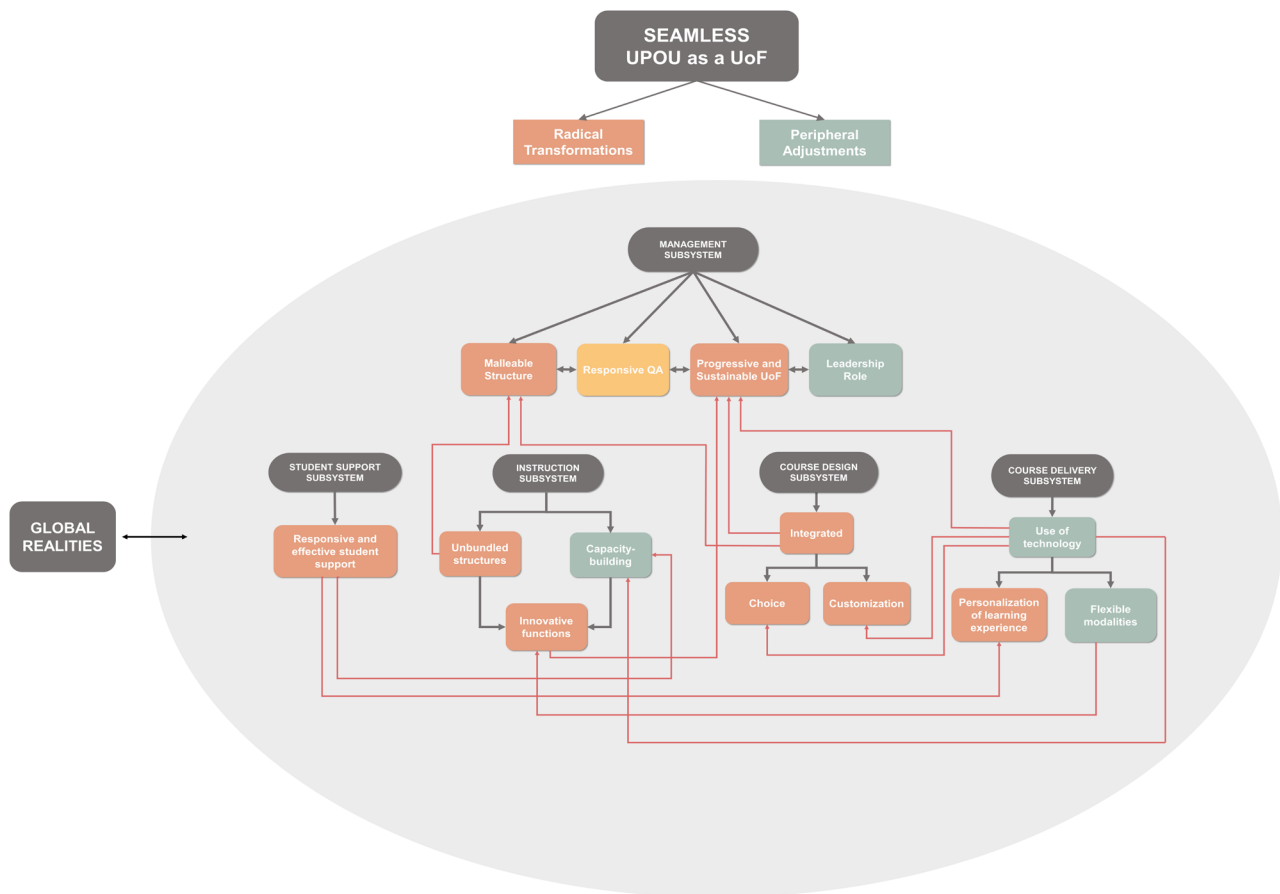 SEAMLESS
UPOU as a UoF
Radical
Transformations
Peripheral
Adjustments
MANAGEMENT
SUBSYSTEM
Malleable
Structure
Responsive QA
Progressive and
Sustainable UoF
Leadership
Role
STUDENT SUPPORT
SUBSYSTEM
INSTRUCTION
SUBSYSTEM
COURSE DESIGN
SUBSYSTEM
COURSE DELIVERY
SUBSYSTEM
GLOBAL
REALITIES
Responsive and
effective student
support
Unbundled
structures
Capacity-
building
Integrated
Use of
technology
Innovative
functions
Choice
Customization
Personalization
of learning
experience
Flexible
modalities